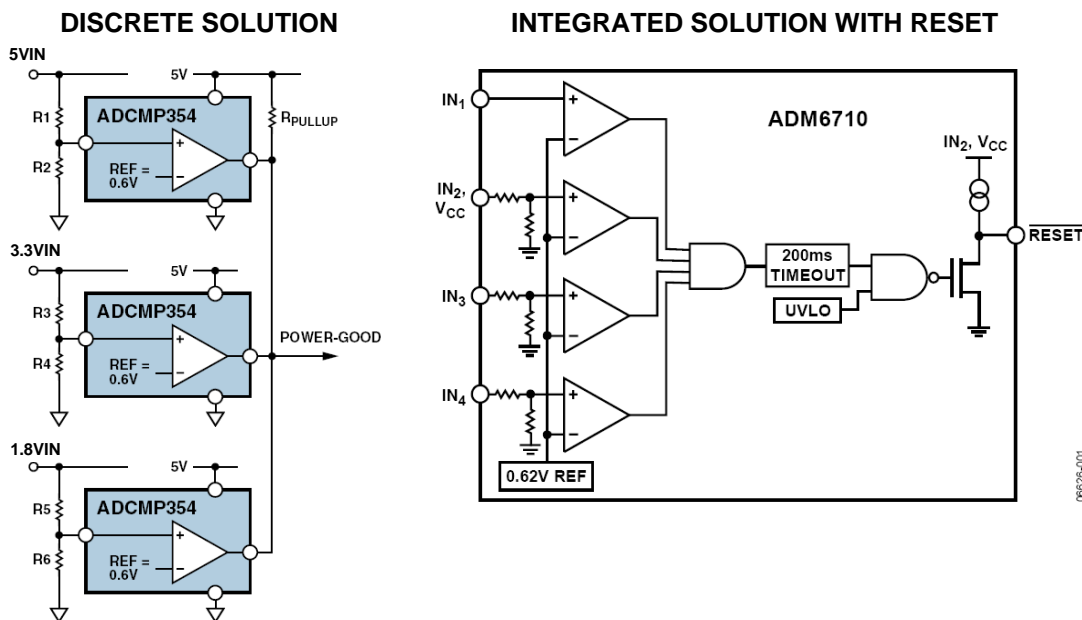 DISCRETE SOLUTION
5VIN
5V
R1
R2
ADCMP354
REF =
0.6V
RPULLUP
3.3VIN
5V
R3
R4
ADCMP354
REF =
0.6V
POWER-GOOD
1.8VIN
5V
R5
R6
ADCMP354
REF =
0.6V
INTEGRATED SOLUTION WITH RESET
ADM6710
IN1
IN2,
VCC
IN3
IN4
0.62V REF
200ms
TIMEOUT
UVLO
IN2, VCC
RESET
06626-001